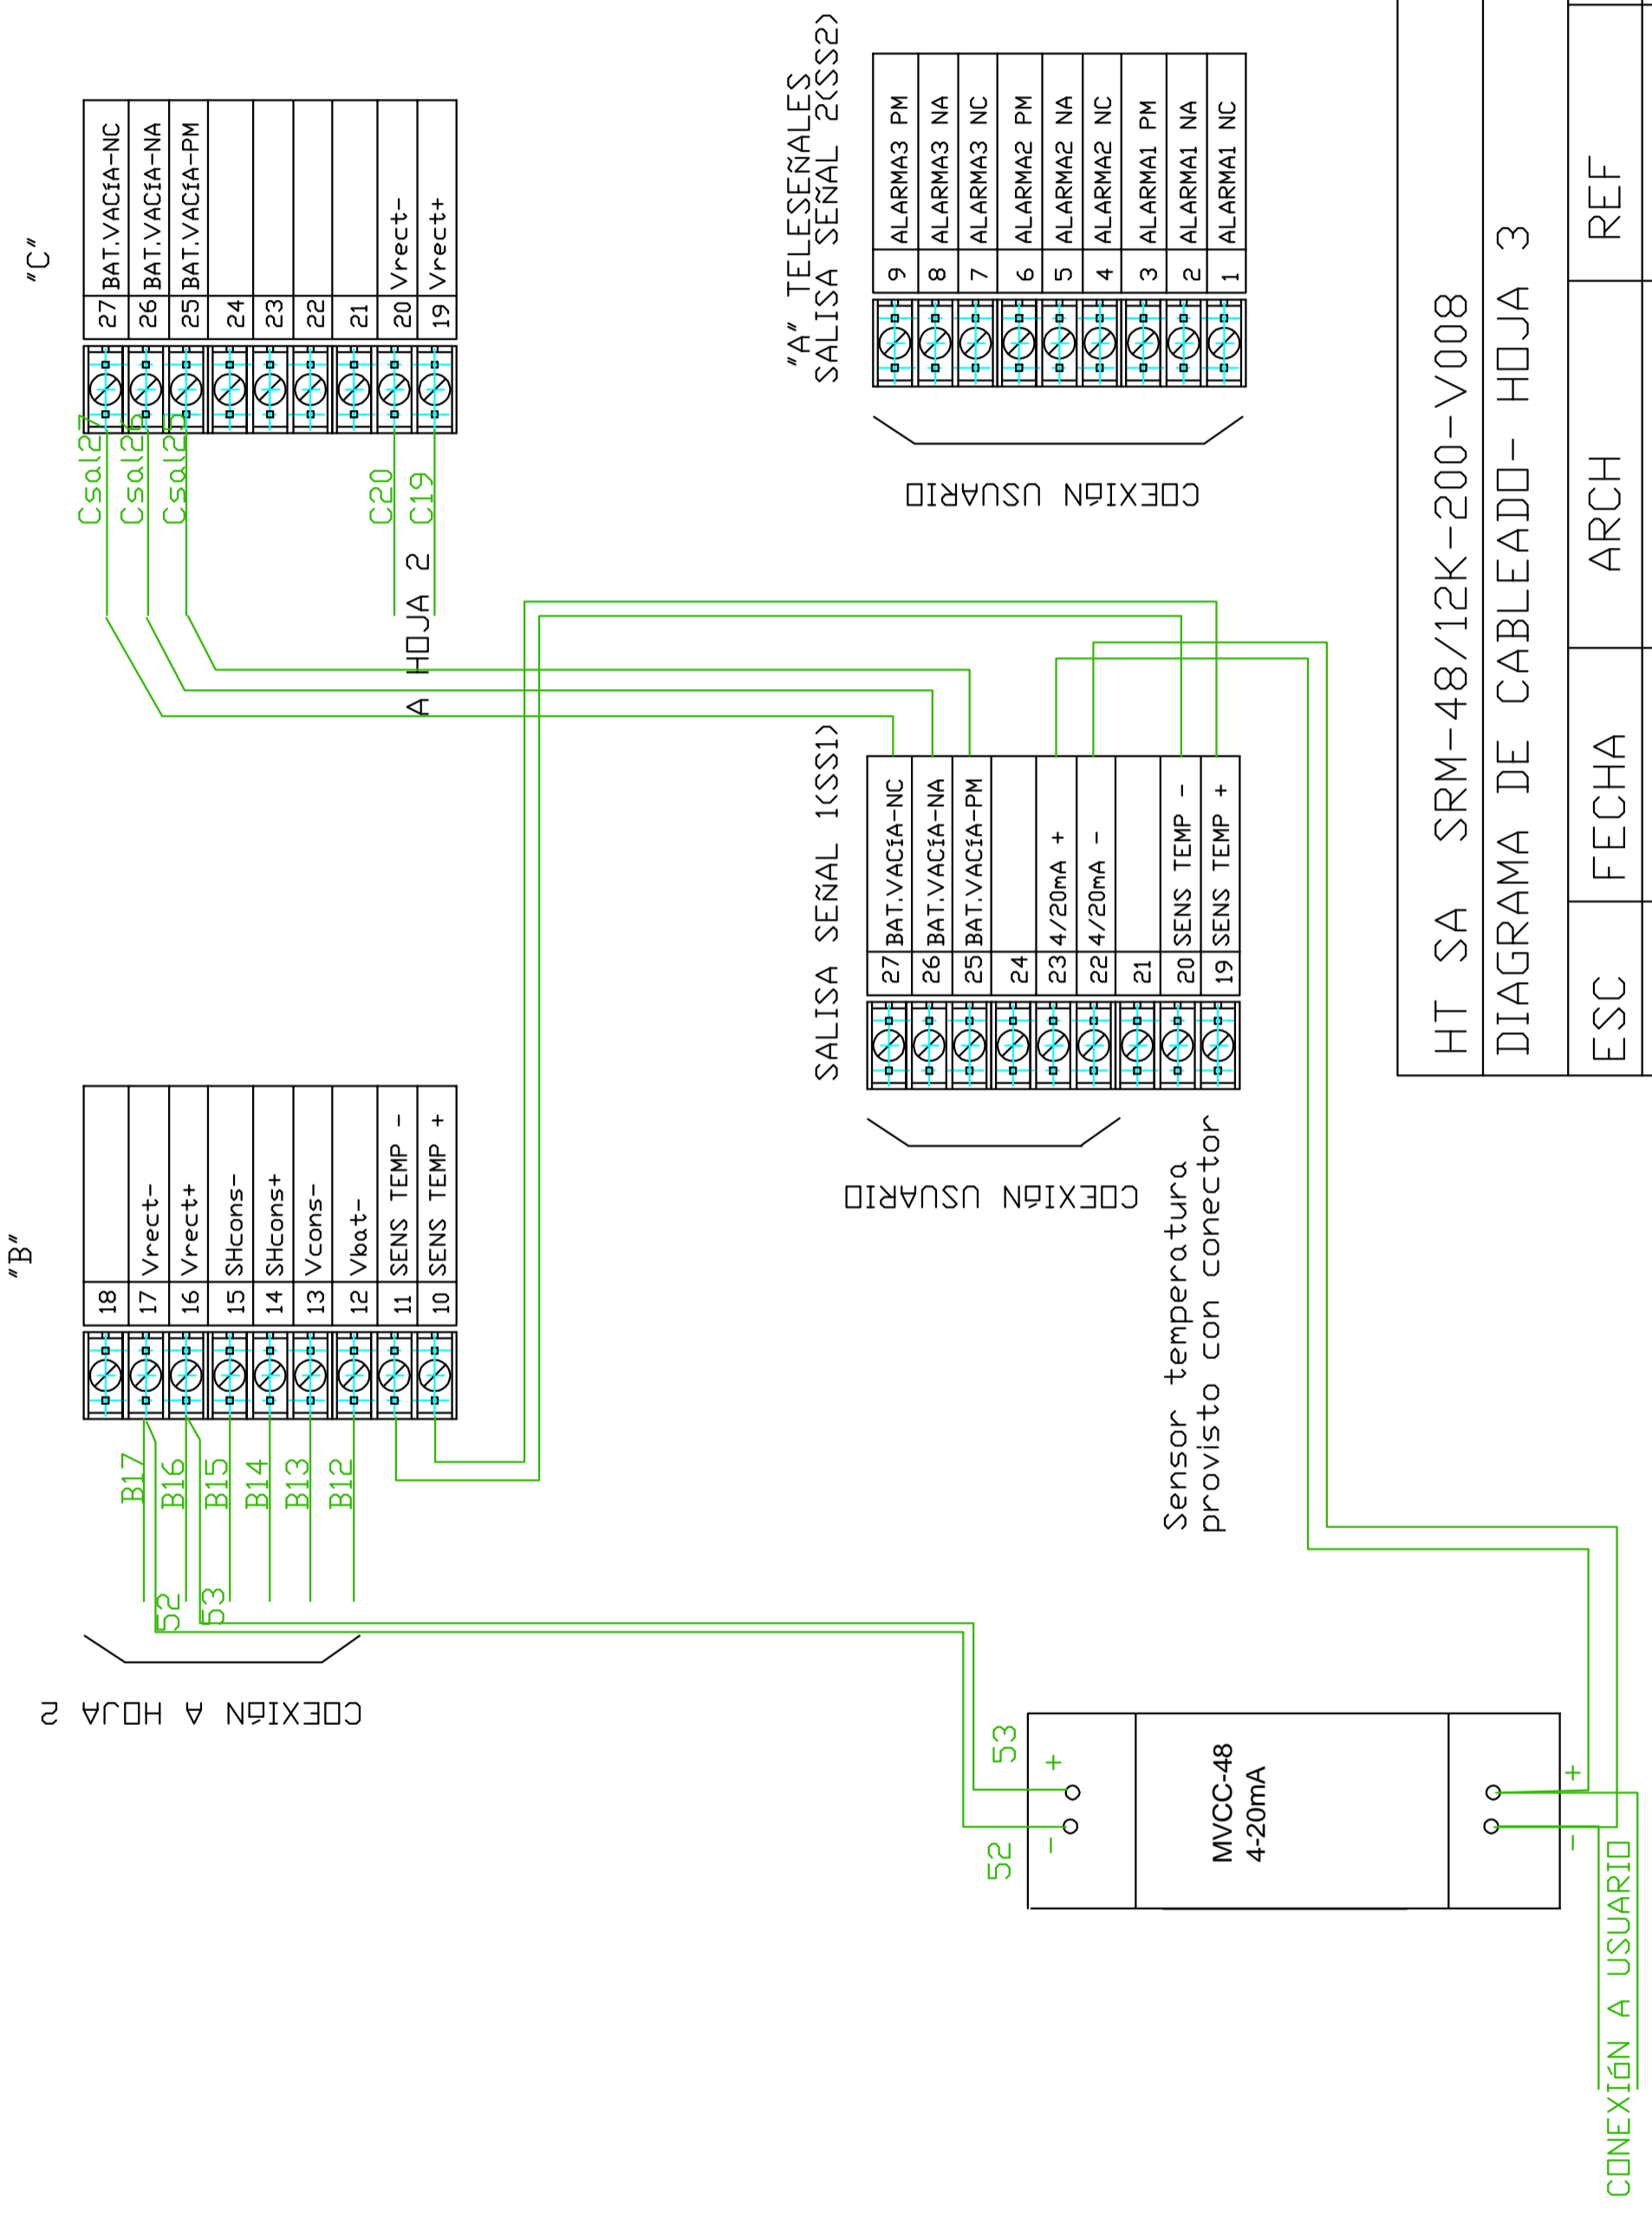 "B"
18
17 Vrect-
16 Vrect+
15 SHcons-
14 SHcons+
13 Vcons-
12 Vbat-
11 SENS TEMP -
10 SENS TEMP +
B17
B16
B15
B14
B13
B12
52
53
COEXIÓN A HOJA 2
"C"
27 BAT.VACÍA-NC
26 BAT.VACÍA-NA
25 BAT.VACÍA-PM
24
23
22
21
20 Vrect-
19 Vrect+
Csal27
Csal26
Csal25
C20
C19
A HOJA 2
SALISA SEÑAL 1(SS1)
27 BAT.VACÍA-NC
26 BAT.VACÍA-NA
25 BAT.VACÍA-PM
24
23 4/20mA +
22 4/20mA -
21
20 SENS TEMP -
19 SENS TEMP +
COEXIÓN USUARIO
Sensor temperatura
provisto con conector
"A" TELESEÑALES
SALISA SEÑAL 2(SS2)
9 ALARMA3 PM
8 ALARMA3 NA
7 ALARMA3 NC
6 ALARMA2 PM
5 ALARMA2 NA
4 ALARMA2 NC
3 ALARMA1 PM
2 ALARMA1 NA
1 ALARMA1 NC
COEXIÓN USUARIO
52 53
- +
MVCC-48
4-20mA
- +
CONEXIÓN A USUARIO
HT SA SRM-48/12K-200-V008
DIAGRAMA DE CABLEADO- HOJA 3
ESC FECHA ARCH REF